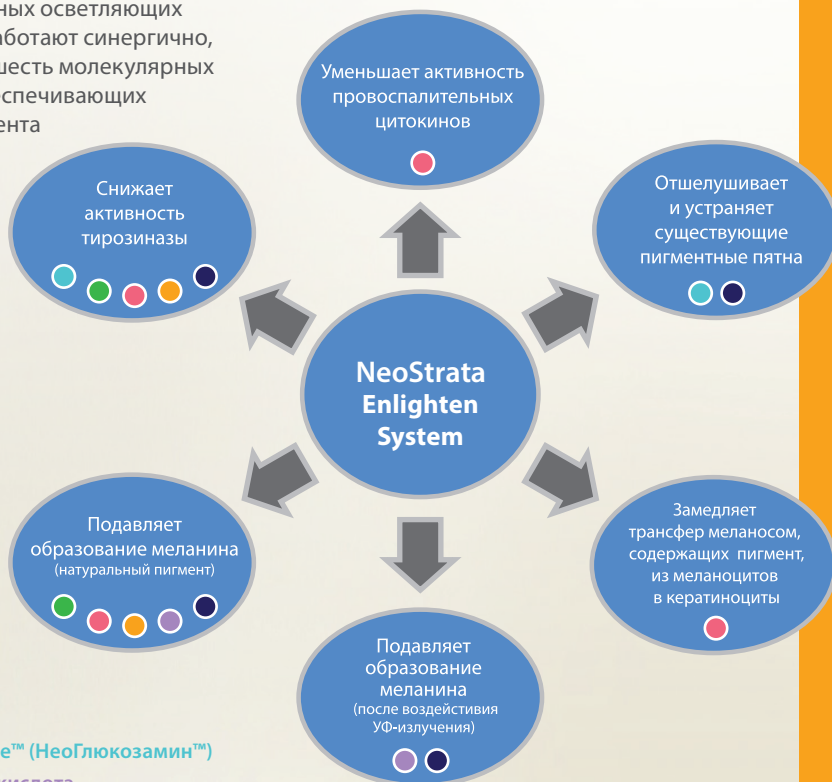 ных осветляющих
аботают синергично,
шесть молекулярных
еспечивающих
ента
Уменьшает активность
провоспалительных
цитокинов
Снижает
активность
тирозиназы
Отшелушивает
и устраняет
существующие
пигментные пятна
NeoStrata
Enlighten
System
Подавляет
образование меланина
(натуральный пигмент)
Замедляет
трансфер меланосом,
содержащих пигмент,
из меланоцитов
в кератиноциты
Подавляет
образование
меланина
(после воздействия
УФ-излучения)
e™ (НеоГлюкозамин™)